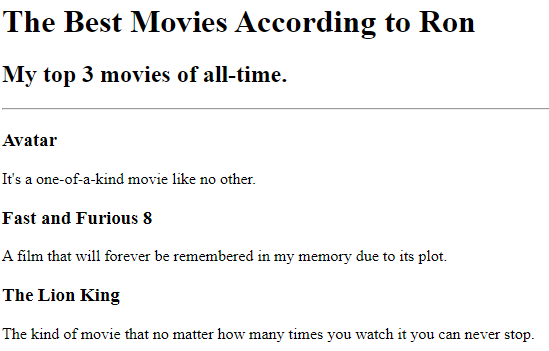 The Best Movies According to Ron
My top 3 movies of all-time.
Avatar
It's a one-of-a-kind movie like no other.
Fast and Furious 8
A film that will forever be remembered in my memory due to its plot.
The Lion King
The kind of movie that no matter how many times you watch it you can never stop.